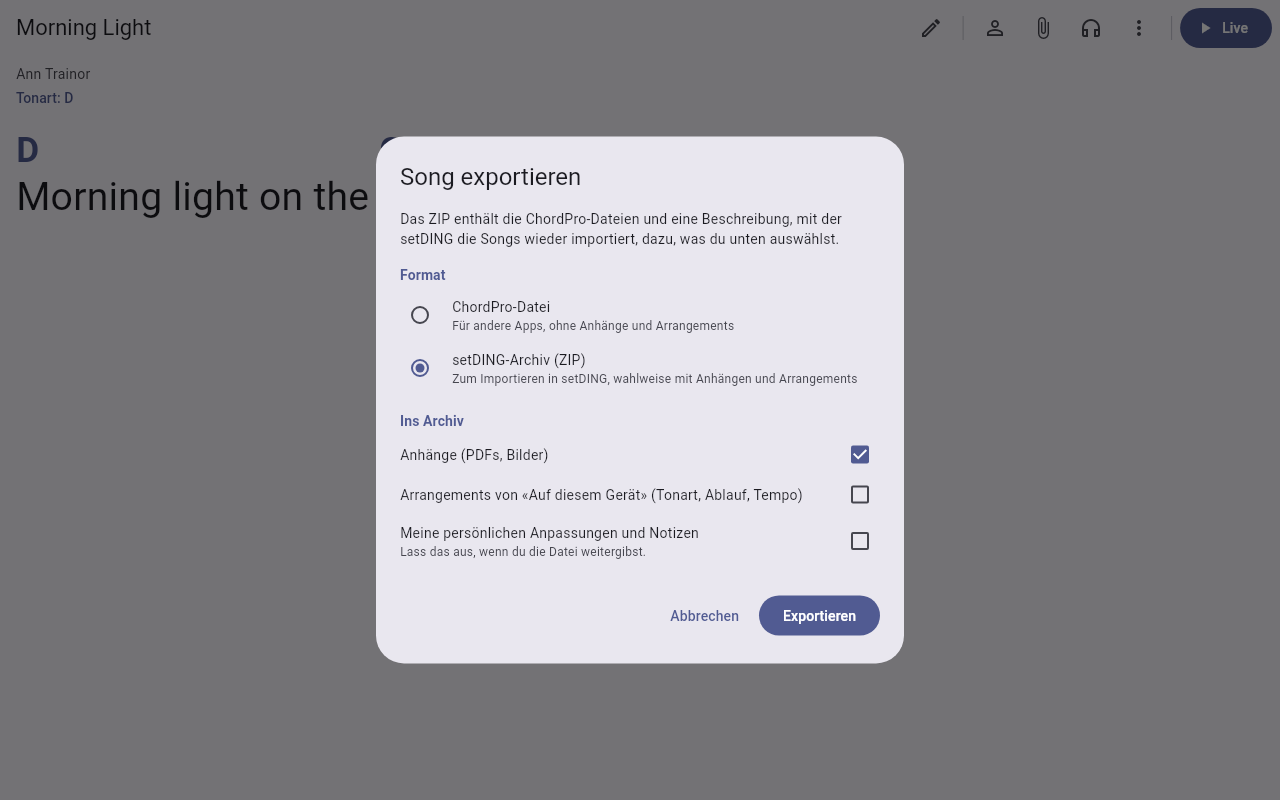 Morning Light
Live
Ann Trainor
Tonart: D
D
Morning light on the
Song exportieren
Das ZIP enthält die ChordPro-Dateien und eine Beschreibung, mit der
setDING die Songs wieder importiert, dazu, was du unten auswählst.
Format
ChordPro-Datei
Für andere Apps, ohne Anhänge und Arrangements
setDING-Archiv (ZIP)
Zum Importieren in setDING, wahlweise mit Anhängen und Arrangements
Ins Archiv
Anhänge (PDFs, Bilder)
Arrangements von «Auf diesem Gerät» (Tonart, Ablauf, Tempo)
Meine persönlichen Anpassungen und Notizen
Lass das aus, wenn du die Datei weitergibst.
Abbrechen
Exportieren